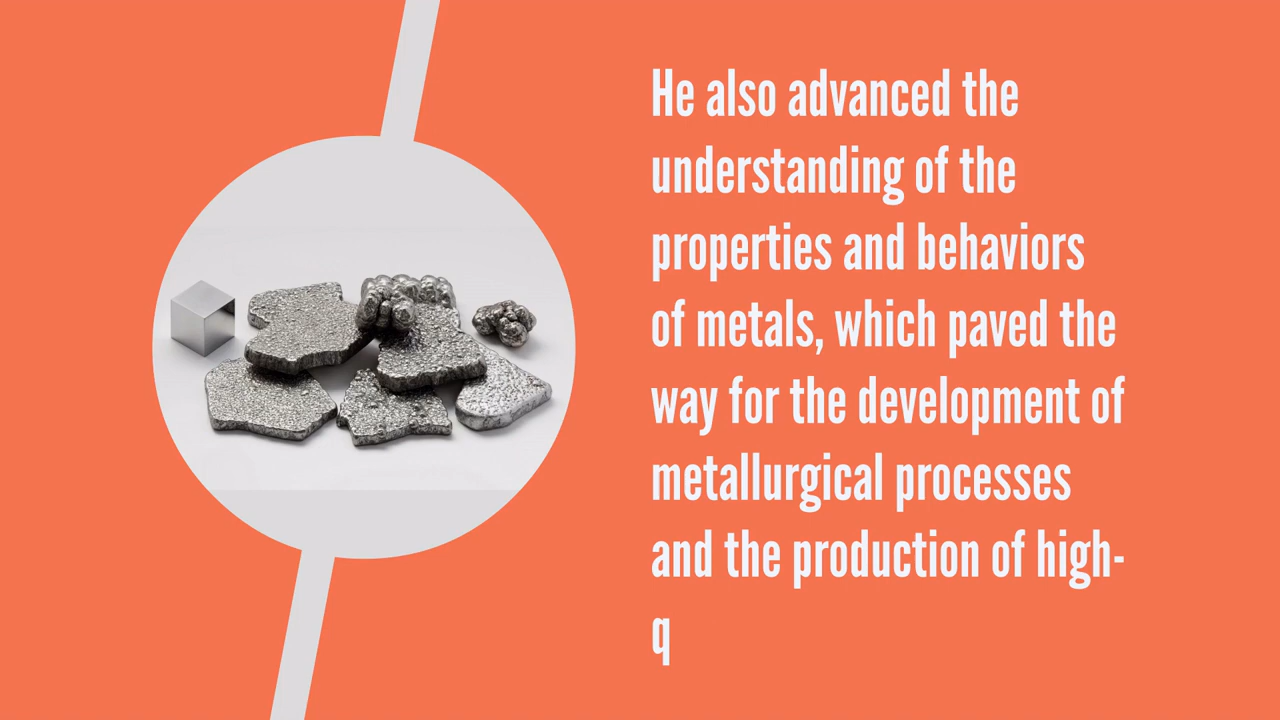 He also advanced the
understanding of the
properties and behaviors
of metals, which paved the
way for the development of
metallurgical processes
and the production of high-
q